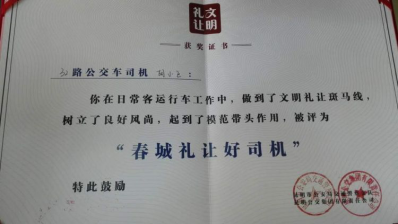 礼文
让明
获奖证书
路公交车司机 :
你在日常客运行车工作中，做到了文明礼让斑马线，
树立了良好风尚，起到了模范带头作用，被评为
“春城礼让好司机”
特此鼓励